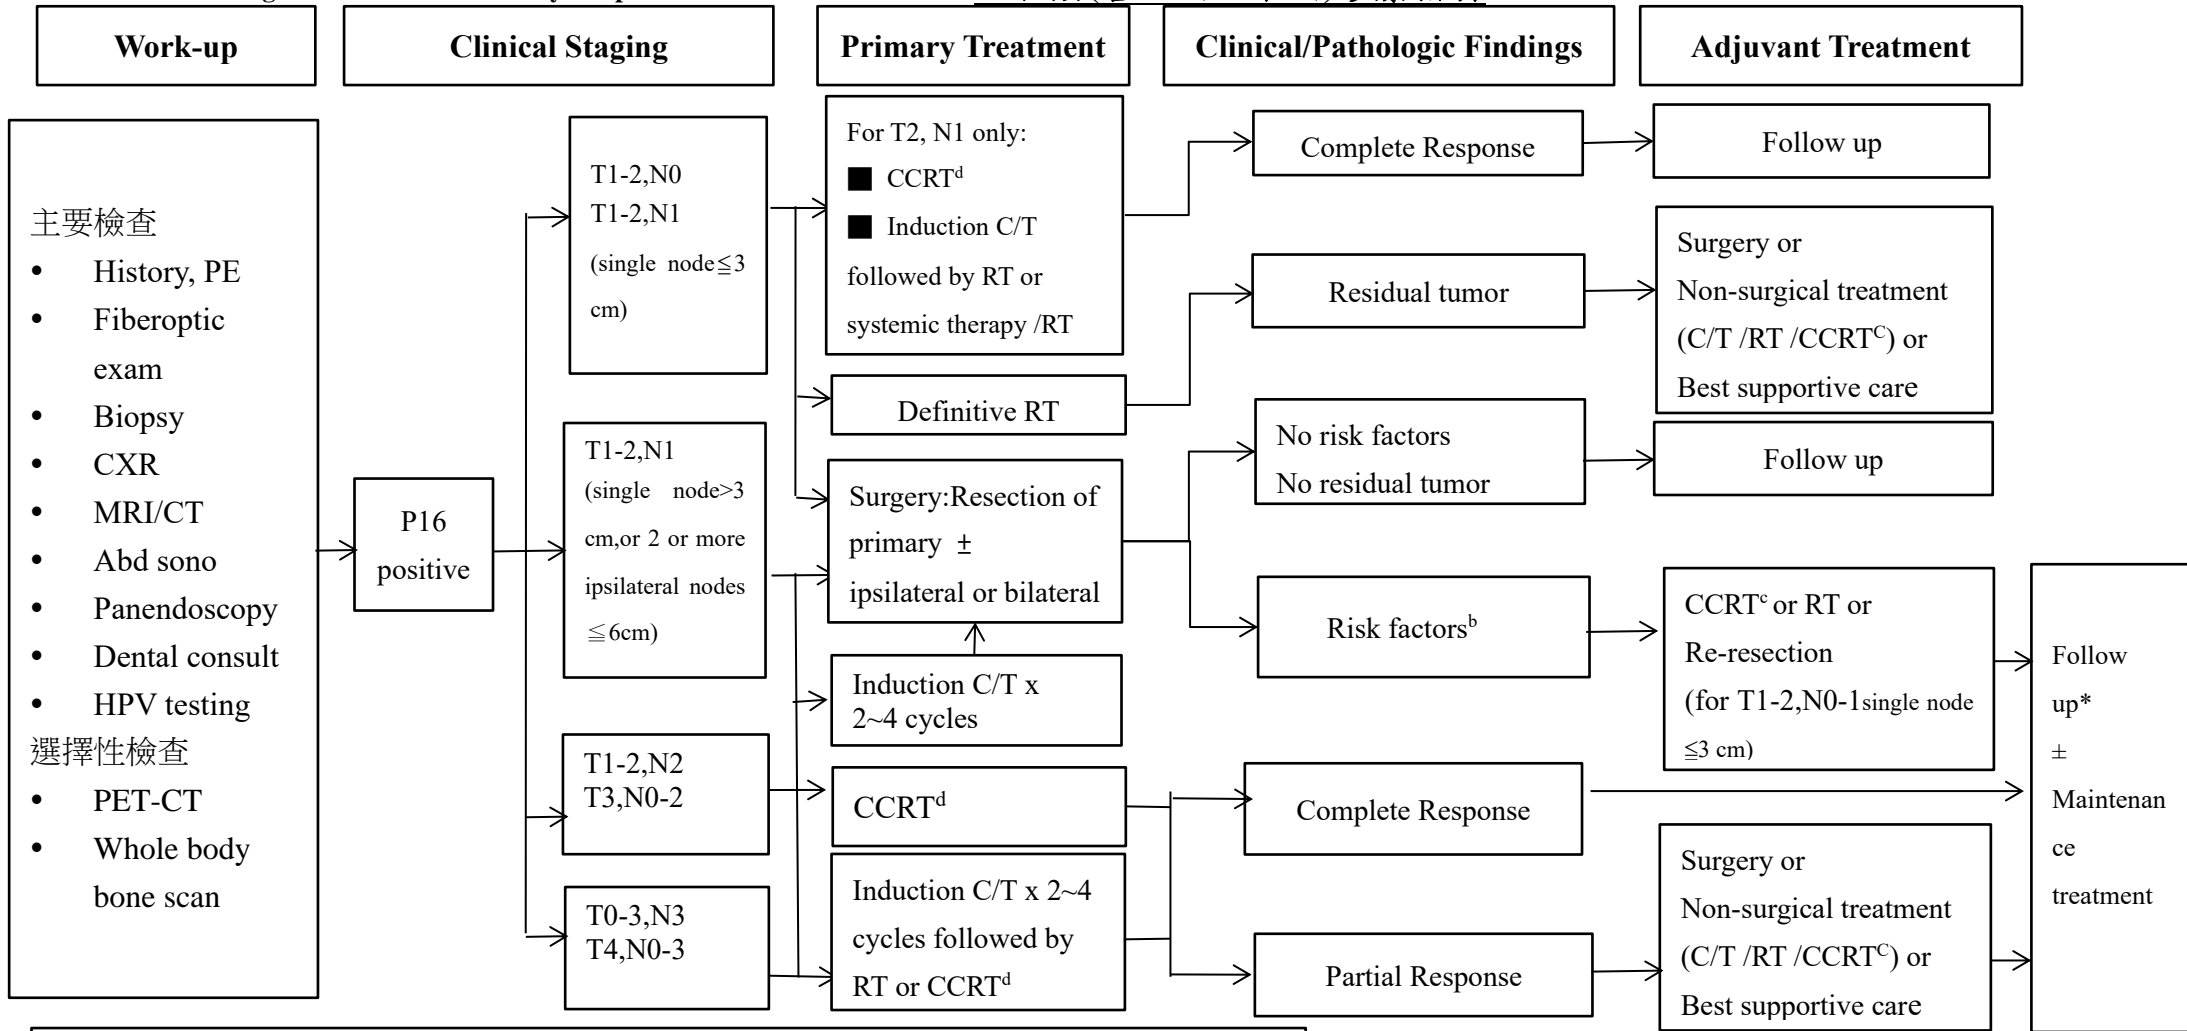 Work-up
Clinical Staging
Primary Treatment
Clinical/Pathologic Findings
Adjuvant Treatment
主要檢查
• History, PE
• Fiberoptic
exam
• Biopsy
• CXR
• MRI/CT
• Abd sono
• Panendoscopy
• Dental consult
• HPV testing
選擇性檢查
• PET-CT
• Whole body
bone scan
P16
positive
T1-2,N0
T1-2,N1
(single node≦3
cm)
T1-2,N1
(single node>3
cm,or 2 or more
ipsilateral nodes
≦6cm)
T1-2,N2
T3,N0-2
T0-3,N3
T4,N0-3
For T2, N1 only:
■ CCRTd
■ Induction C/T
followed by RT or
systemic therapy /RT
Definitive RT
Surgery:Resection of
primary ±
ipsilateral or bilateral
Induction C/T x
2~4 cycles
CCRTd
Induction C/T x 2~4
cycles followed by
RT or CCRTd
Complete Response
Residual tumor
No risk factors
No residual tumor
Risk factorsb
Complete Response
Partial Response
Follow up
Surgery or
Non-surgical treatment
(C/T /RT /CCRTC) or
Best supportive care
Follow up
CCRTc or RT or
Re-resection
(for T1-2,N0-1single node
≦3 cm)
Surgery or
Non-surgical treatment
(C/T /RT /CCRTC) or
Best supportive care
Follow
up*
±
Maintenan
ce
treatment